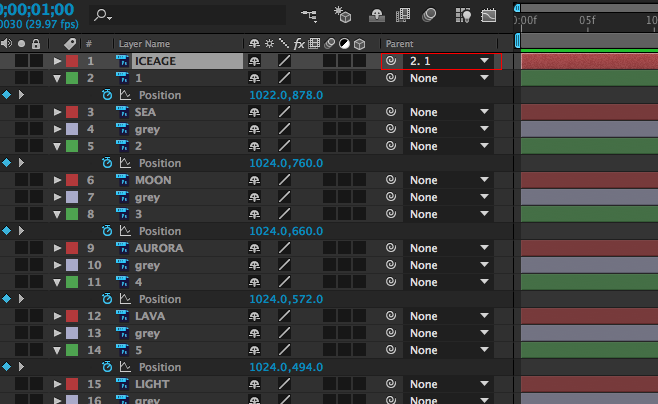 0;00;01;00
0030 (29.97 fps)
:00f 05f 10f
# Layer Name fx Parent
1 ICEAGE 2. 1
2 1 None
Position 1022.0,878.0
3 SEA None
4 grey None
5 2 None
Position 1024.0,760.0
6 MOON None
7 grey None
8 3 None
Position 1024.0,660.0
9 AURORA None
10 grey None
11 4 None
Position 1024.0,572.0
12 LAVA None
13 grey None
14 5 None
Position 1024.0,494.0
15 LIGHT None
16 grey None